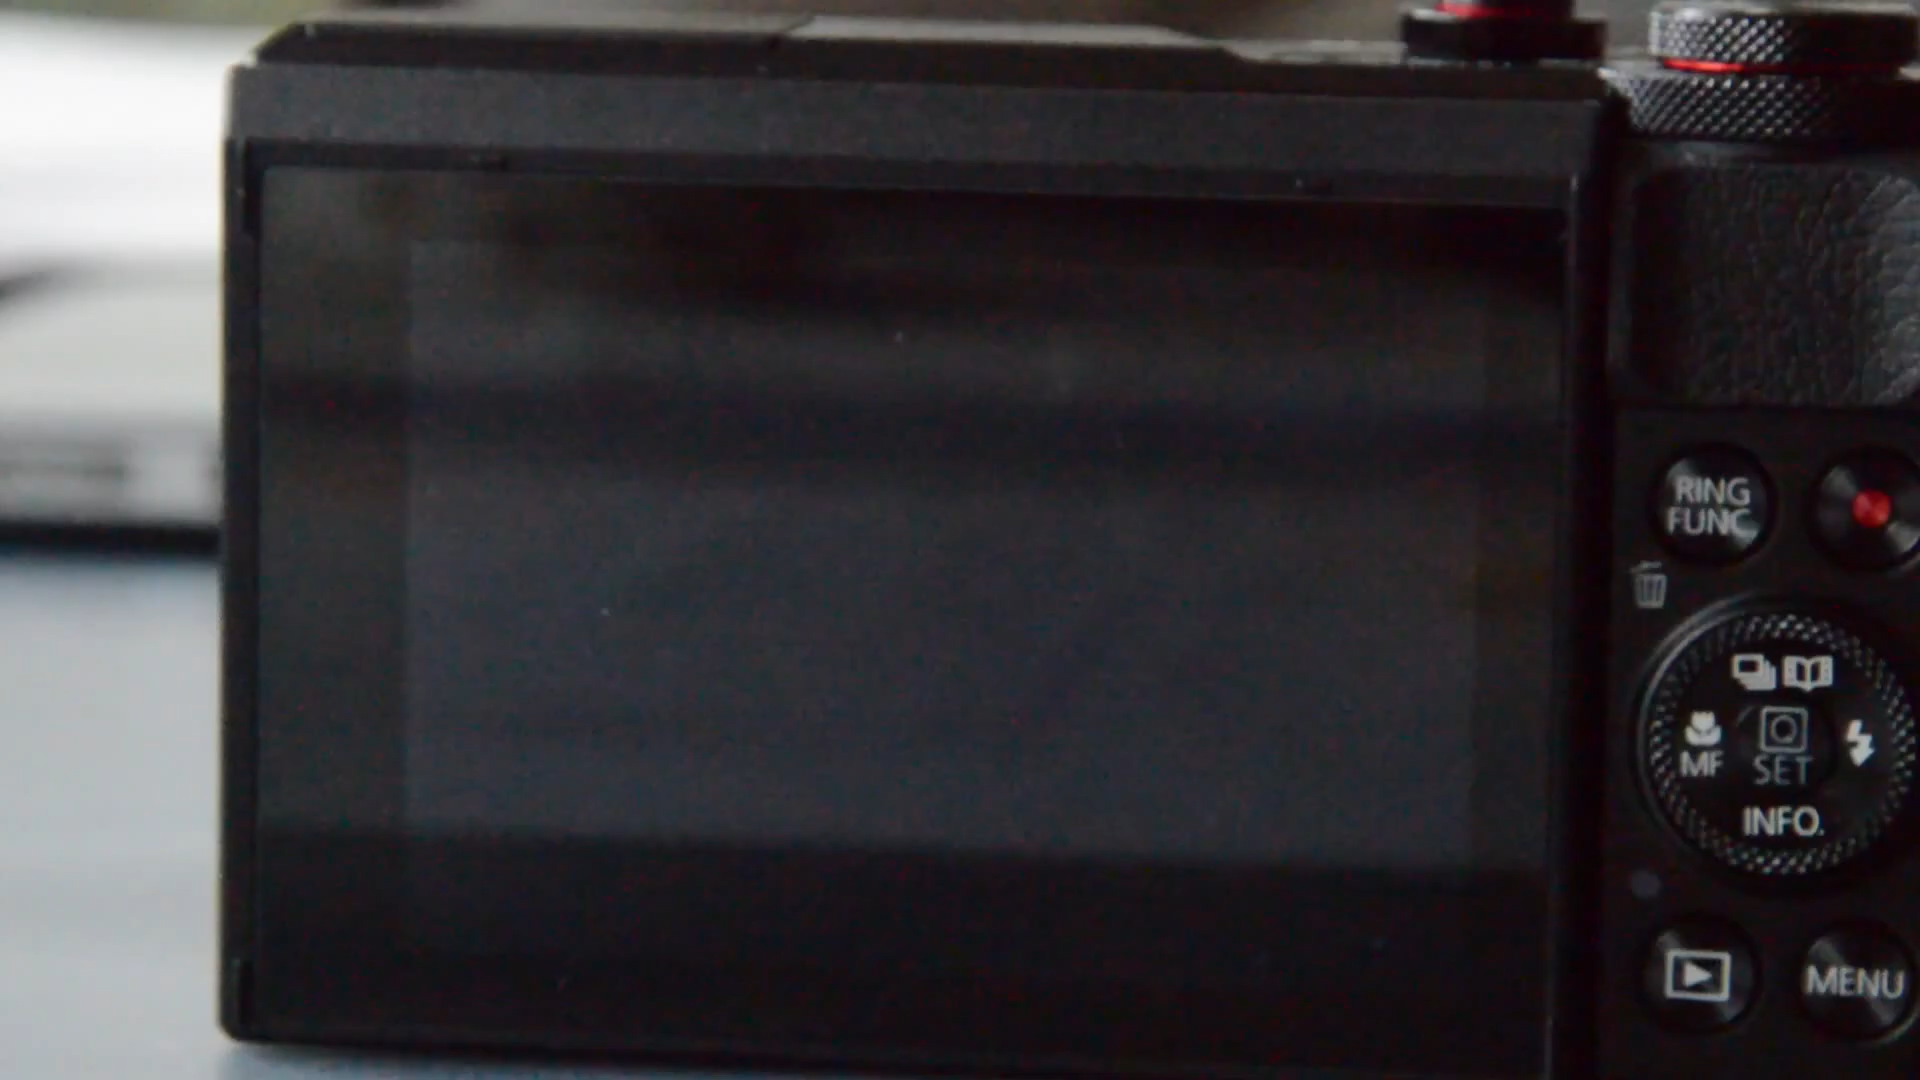 RING
FUNC.
MF
SET
INFO.
MENU